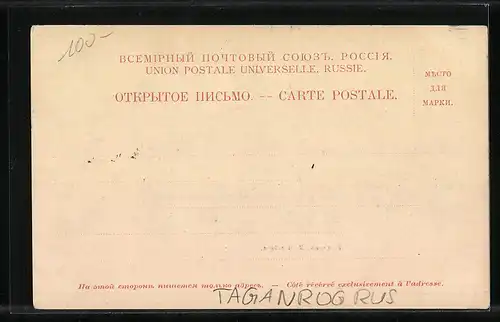 100-
ВСЕМІРНЫЙ ПОЧТОВЫЙ СОЮЗЪ. РОССІЯ.
UNION POSTALE UNIVERSELLE. RUSSIE.
МѢСТО
ДЛЯ
МАРКИ.
ОТКРЫТОЕ ПИСЬМО. -- CARTE POSTALE.
На этой сторонѣ пишется только адресъ. — Côté réservé exclusivement à l'adresse.
TAGANROG RUS